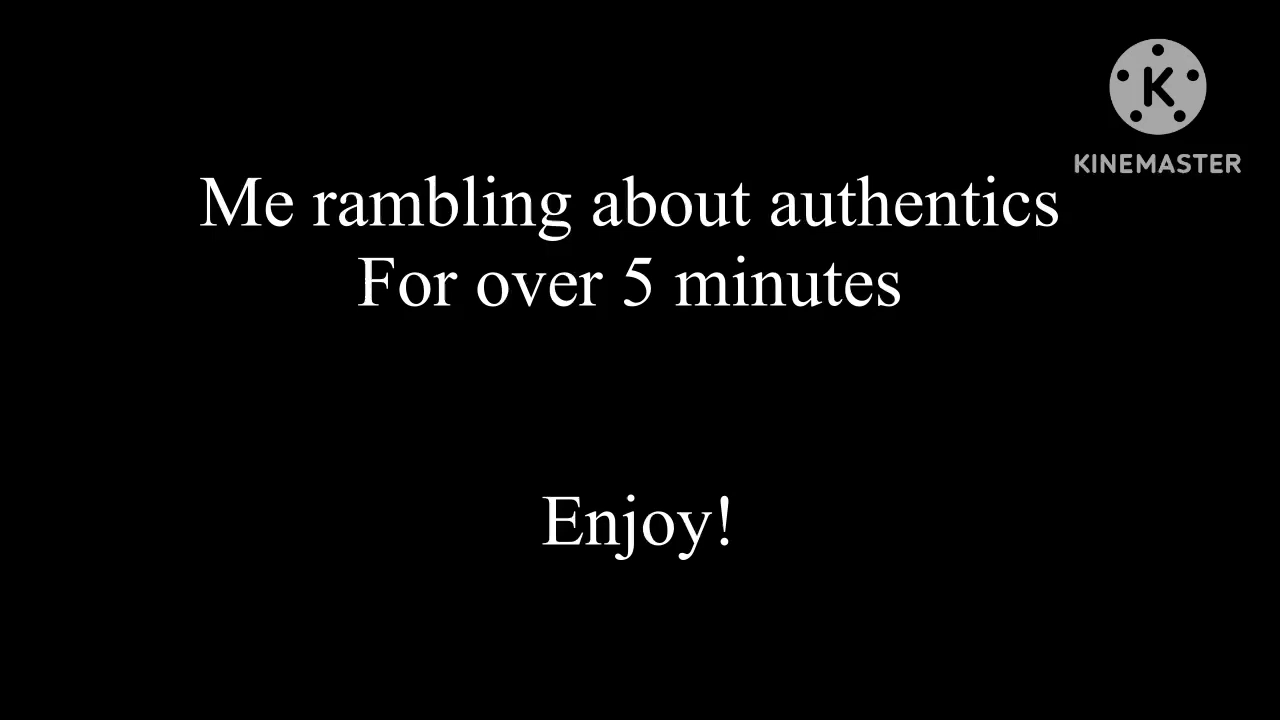 K
KINEMASTER
Me rambling about authentics
For over 5 minutes
Enjoy!